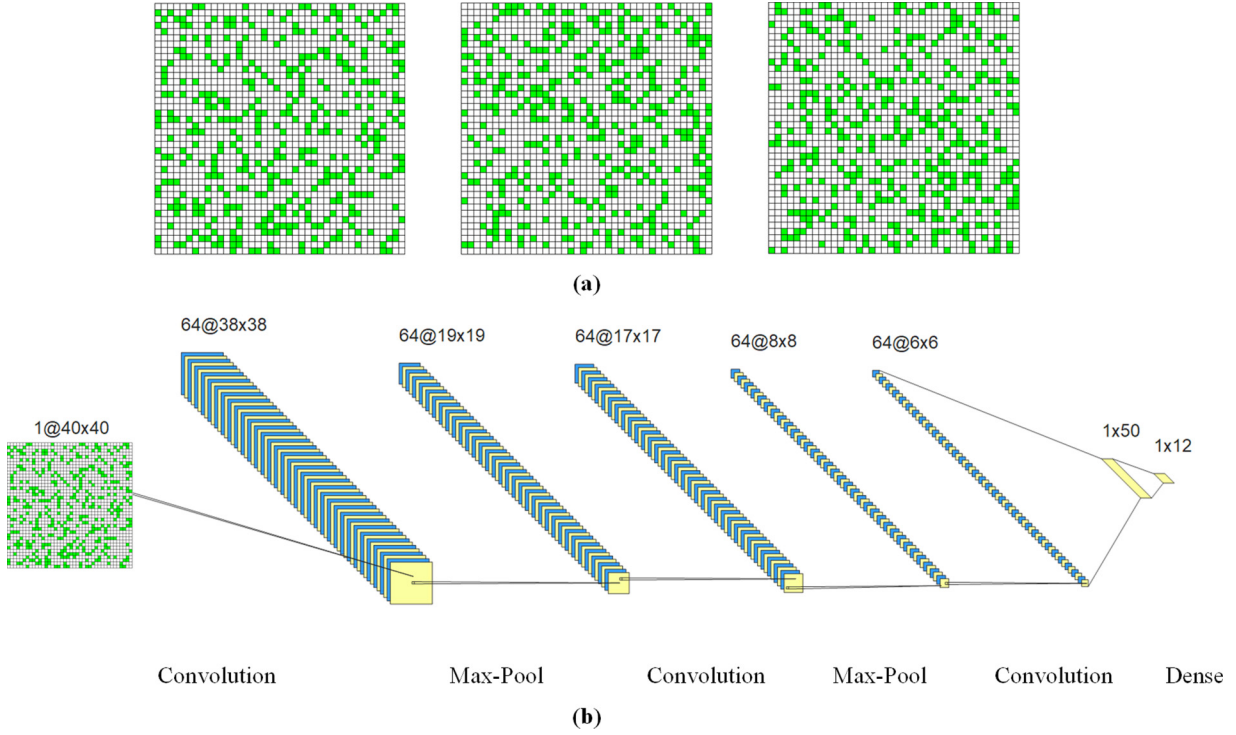 (a)
64@38x38
64@19x19
64@17x17
64@8x8
64@6x6
1@40x40
1x50
1x12
Convolution
Max-Pool
Convolution
Max-Pool
Convolution
Dense
(b)